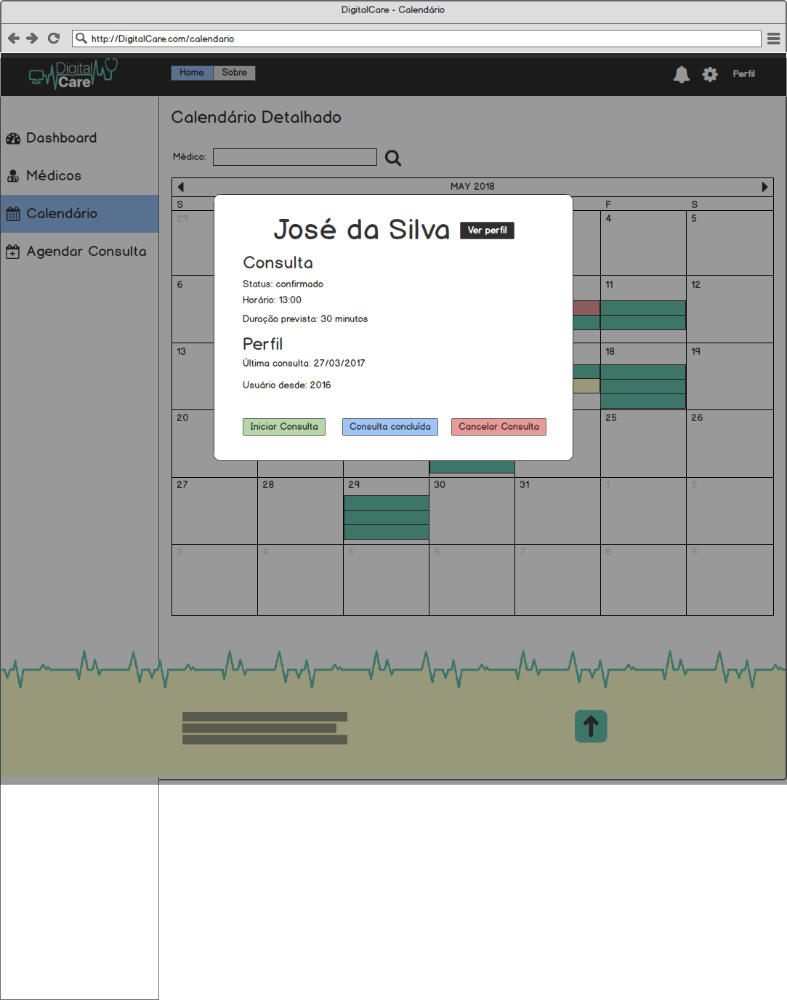 DigitalCare - Calendário
http://DigitalCare.com/calendario
Digital
Care
Home Sobre
Perfil
Calendário Detalhado
Dashboard
Médicos
Calendário
Agendar Consulta
Médico:
MAY 2018
S F S
29 4 5
José da Silva Ver perfil
Consulta
Status: confirmado
Horário: 13:00
Duração prevista: 30 minutos
Perfil
Última consulta: 27/03/2017
Usuário desde: 2016
Iniciar Consulta Consulta concluída Cancelar Consulta
6 11 12
13 18 19
20 25 26
27 28 29 30 31 1 2
3 4 5 6 7 8 9